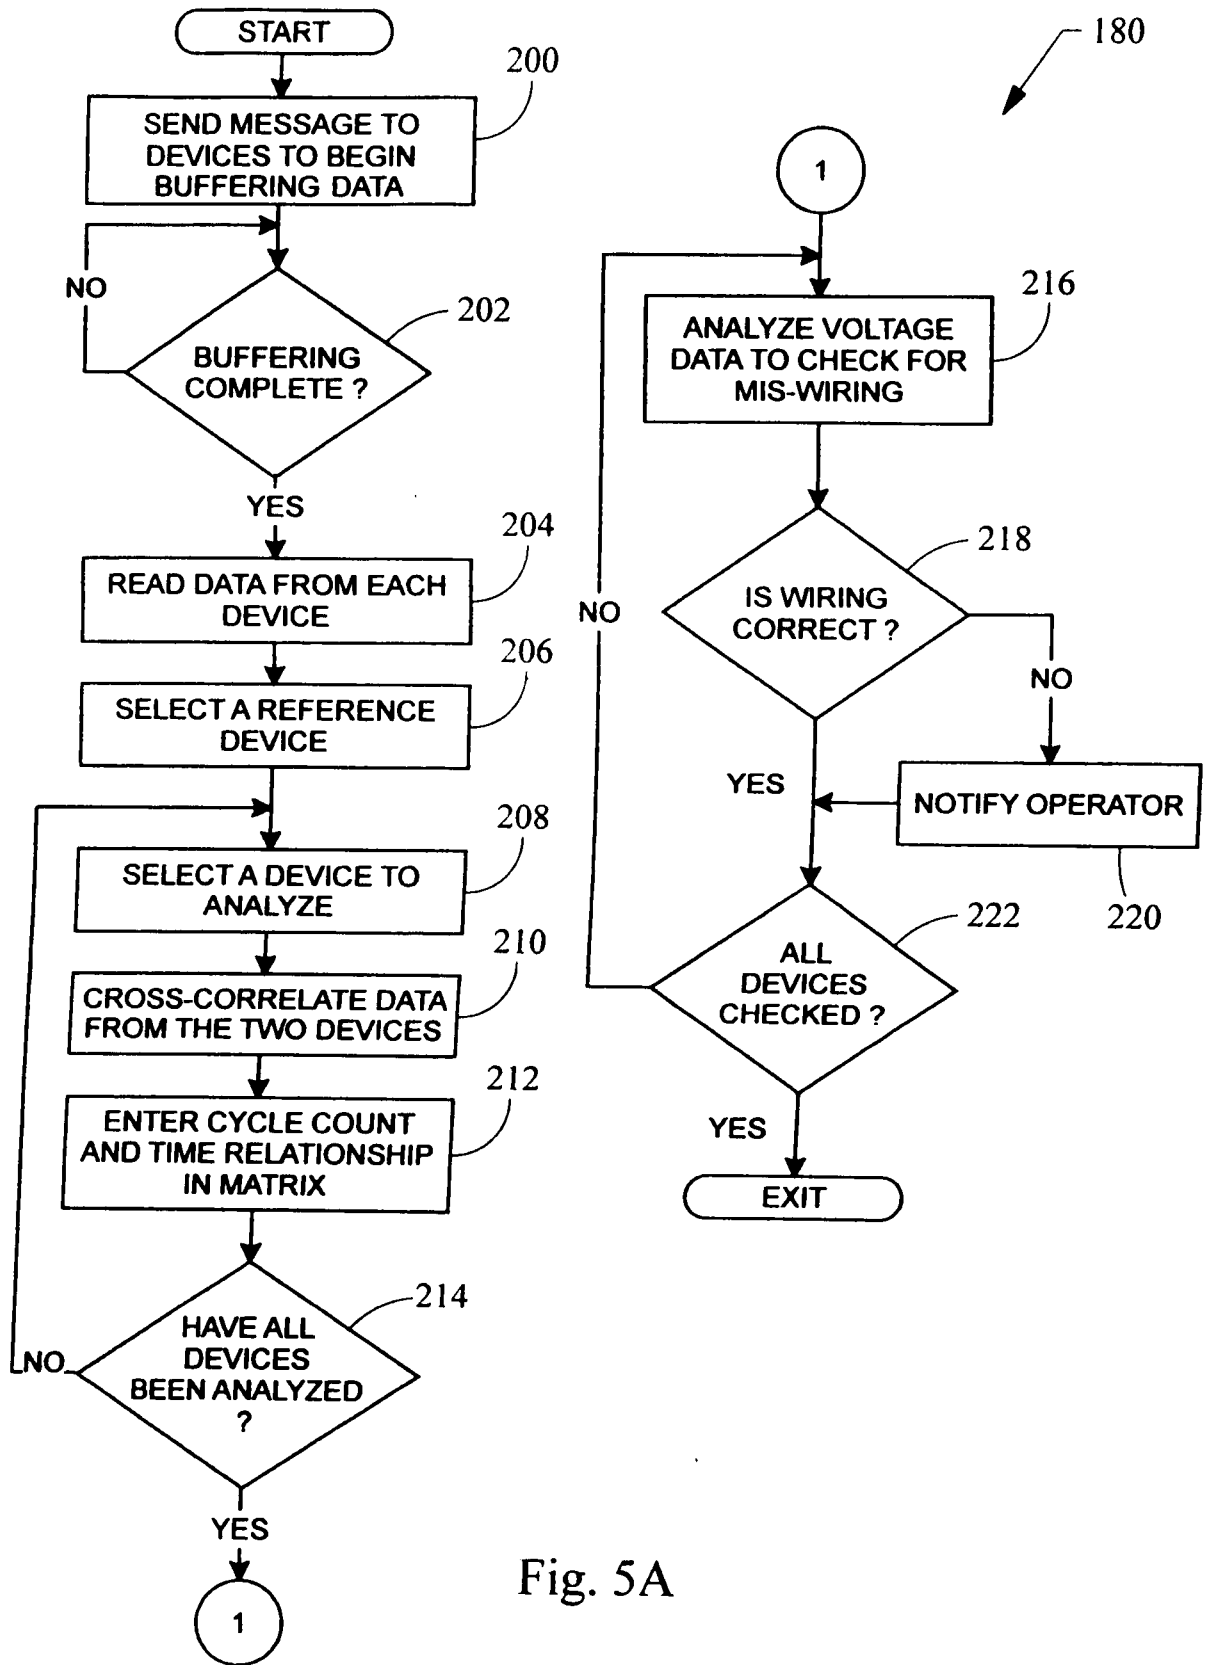 START
200
SEND MESSAGE TO
DEVICES TO BEGIN
BUFFERING DATA
NO
202
BUFFERING
COMPLETE ?
YES
204
READ DATA FROM EACH
DEVICE
206
SELECT A REFERENCE
DEVICE
208
SELECT A DEVICE TO
ANALYZE
210
CROSS-CORRELATE DATA
FROM THE TWO DEVICES
212
ENTER CYCLE COUNT
AND TIME RELATIONSHIP
IN MATRIX
214
HAVE ALL
DEVICES
BEEN ANALYZED
?
NO
YES
1
180
1
216
ANALYZE VOLTAGE
DATA TO CHECK FOR
MIS-WIRING
218
IS WIRING
CORRECT ?
NO
NO
YES
NOTIFY OPERATOR
220
222
ALL
DEVICES
CHECKED ?
YES
EXIT
Fig. 5A